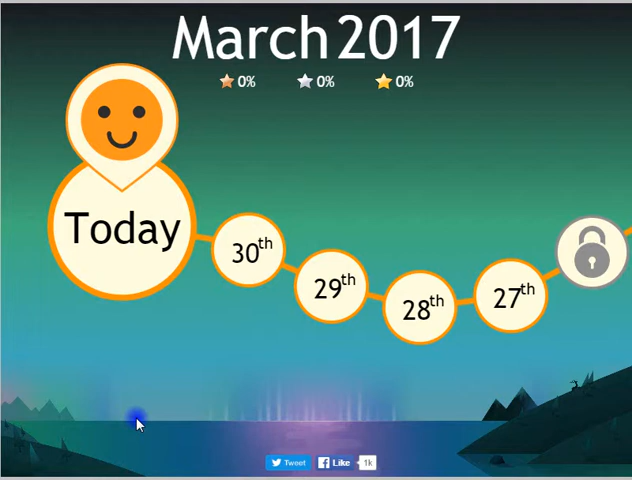 March 2017
0% 0% 0%
Today
30th
29th
28th
27th
Tweet Like 1k